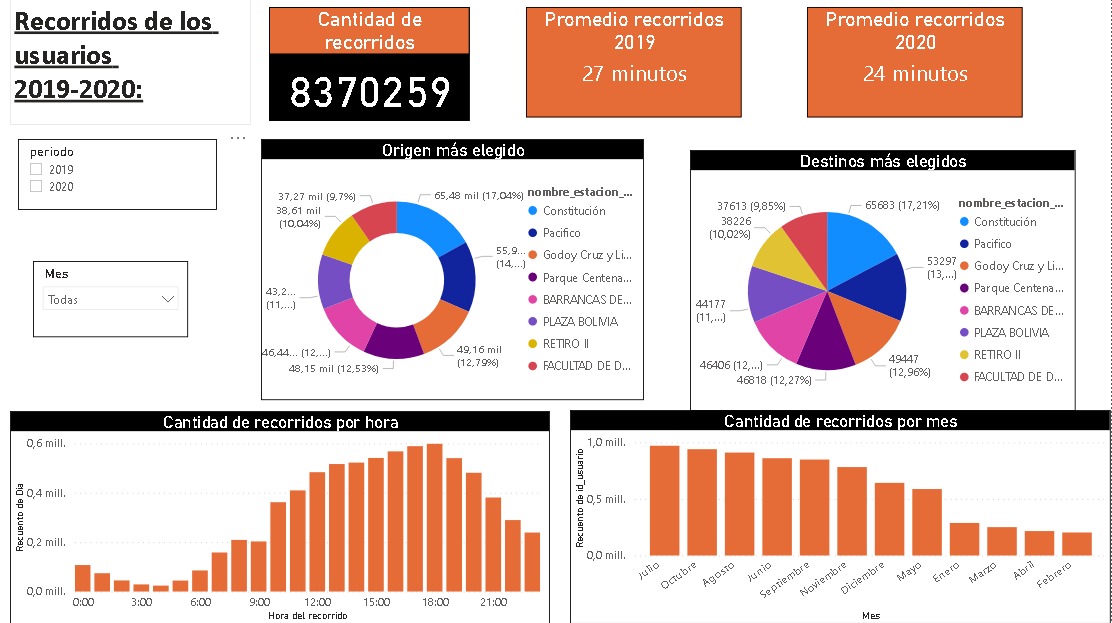 Recorridos de los
usuarios
2019-2020:
Cantidad de
recorridos
8370259
Promedio recorridos
2019
27 minutos
Promedio recorridos
2020
24 minutos
periodo
2019
2020
Mes
Todas
Origen más elegido
65,48 mil (17,04%)
55,9...
(14,...)
49,16 mil
(12,79%)
48,15 mil (12,53%)
46,44... (12,...)
43,2...
(11,...)
38,61 mil
(10,04%)
37,27 mil (9,7%)
nombre_estacion_...
Constitución
Pacifico
Godoy Cruz y Li...
Parque Centena...
BARRANCAS DE...
PLAZA BOLIVIA
RETIRO II
FACULTAD DE D...
Destinos más elegidos
65683 (17,21%)
53297
(13,...)
49447
(12,96%)
46818 (12,27%)
46406 (12,...)
44177
(11,...)
38226
(10,02%)
37613 (9,85%)
nombre_estacion_...
Constitución
Pacifico
Godoy Cruz y Li...
Parque Centena...
BARRANCAS DE...
PLAZA BOLIVIA
RETIRO II
FACULTAD DE D...
Cantidad de recorridos por hora
Recuento de Dia
0,6 mill.
0,4 mill.
0,2 mill.
0,0 mill.
0:00
3:00
6:00
9:00
12:00
15:00
18:00
21:00
Hora del recorrido
Cantidad de recorridos por mes
Recuento de id_usuario
1,0 mill.
0,5 mill.
0,0 mill.
Julio
Octubre
Agosto
Junio
Septiembre
Noviembre
Diciembre
Mayo
Enero
Marzo
Abril
Febrero
Mes